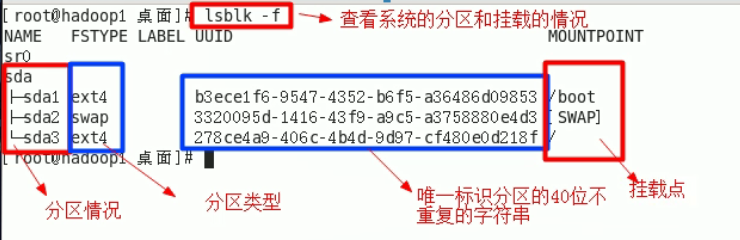 [root@hadoop1 桌面]# lsblk -f
查看系统的分区和挂载的情况
NAME FSTYPE LABEL UUID MOUNTPOINT
sr0
sda
├─sda1 ext4 b3ece1f6-9547-4352-b6f5-a36486d09853 /boot
├─sda2 swap 3320095d-1416-43f9-a9c5-a3758880e4d3 [SWAP]
└─sda3 ext4 278ce4a9-406c-4b4d-9d97-cf480e0d218f /
[root@hadoop1 桌面]#
分区情况
分区类型
唯一标识分区的40位不
重复的字符串
挂载点